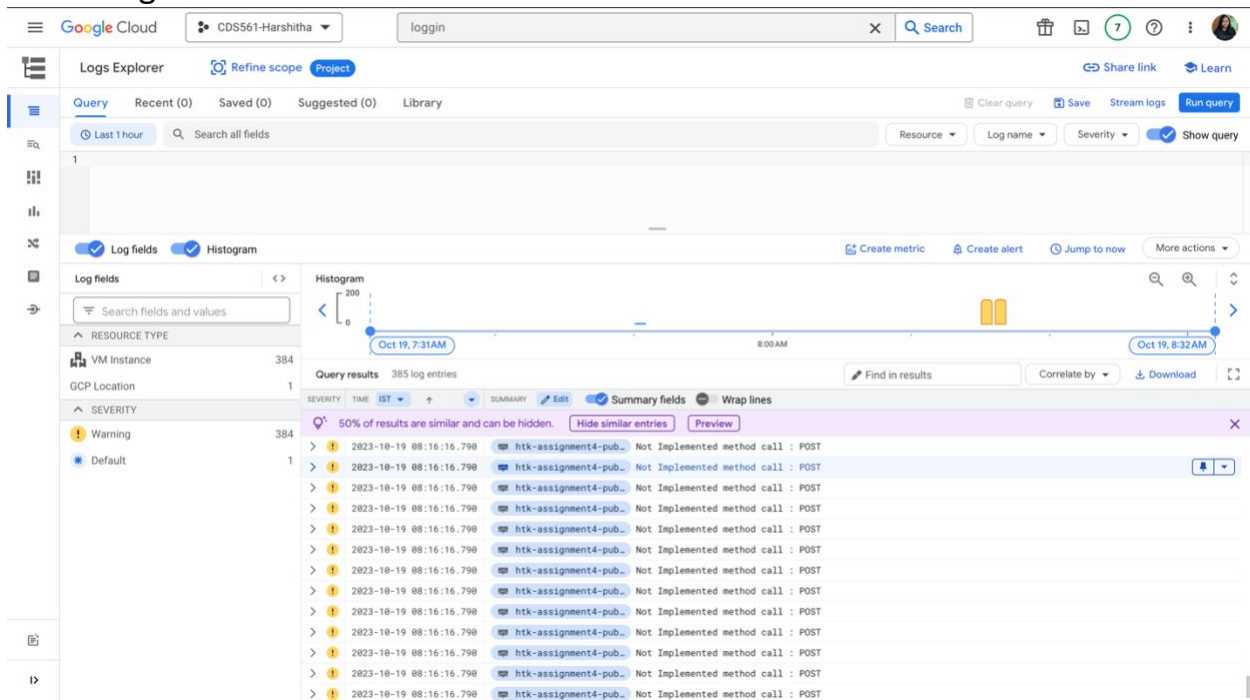 Google Cloud CDS561-Harshitha loggin Search 7
Logs Explorer Refine scope Project Share link Learn
Query Recent (0) Saved (0) Suggested (0) Library Clear query Save Stream logs Run query
Last 1 hour Search all fields Resource Log name Severity Show query
1
Log fields Histogram Create metric Create alert Jump to now More actions
Log fields <> Histogram
200
Search fields and values
0
RESOURCE TYPE
Oct 19, 7:31AM 8:00 AM Oct 19, 8:32AM
VM Instance 384
Query results 385 log entries Find in results Correlate by Download
GCP Location 1
SEVERITY TIME IST SUMMARY Edit Summary fields Wrap lines
SEVERITY
50% of results are similar and can be hidden. Hide similar entries Preview
Warning 384
2023-10-19 08:16:16.790 htk-assignment4-pub… Not Implemented method call : POST
Default 1
2023-10-19 08:16:16.790 htk-assignment4-pub… Not Implemented method call : POST
2023-10-19 08:16:16.790 htk-assignment4-pub… Not Implemented method call : POST
2023-10-19 08:16:16.790 htk-assignment4-pub… Not Implemented method call : POST
2023-10-19 08:16:16.790 htk-assignment4-pub… Not Implemented method call : POST
2023-10-19 08:16:16.790 htk-assignment4-pub… Not Implemented method call : POST
2023-10-19 08:16:16.790 htk-assignment4-pub… Not Implemented method call : POST
2023-10-19 08:16:16.790 htk-assignment4-pub… Not Implemented method call : POST
2023-10-19 08:16:16.790 htk-assignment4-pub… Not Implemented method call : POST
2023-10-19 08:16:16.790 htk-assignment4-pub… Not Implemented method call : POST
2023-10-19 08:16:16.790 htk-assignment4-pub… Not Implemented method call : POST
2023-10-19 08:16:16.790 htk-assignment4-pub… Not Implemented method call : POST
2023-10-19 08:16:16.790 htk-assignment4-pub… Not Implemented method call : POST